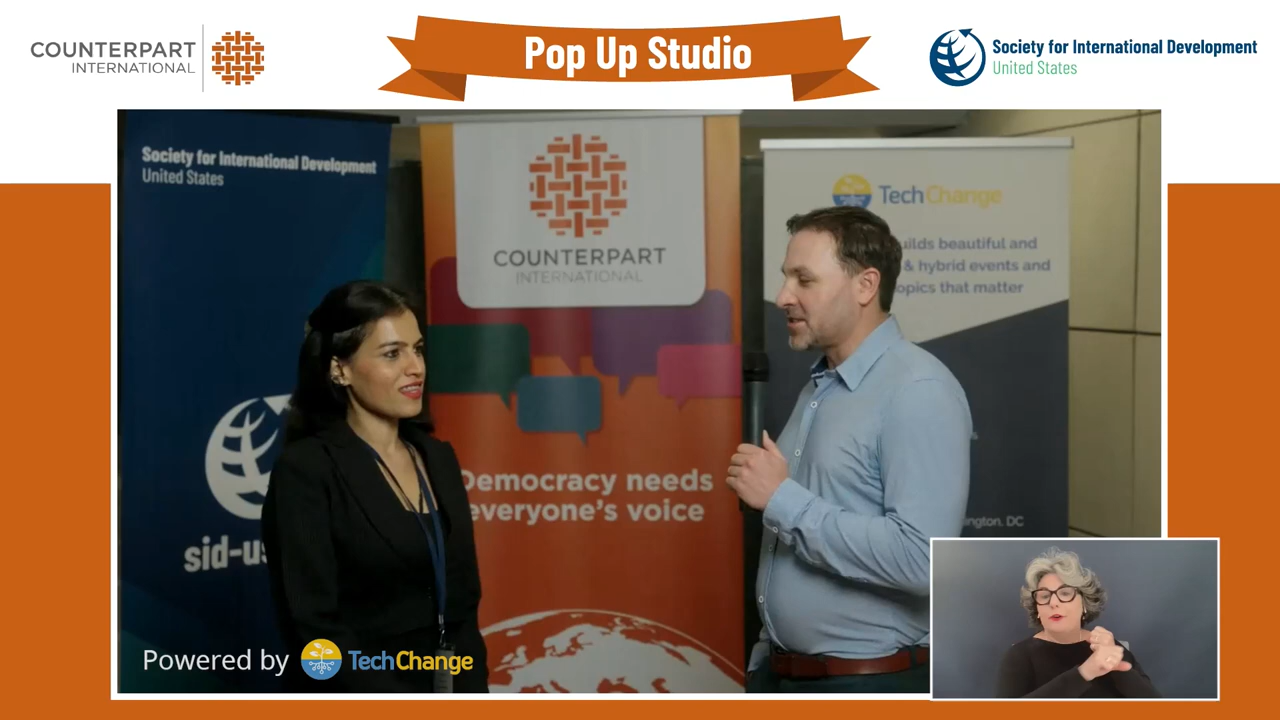 COUNTERPART
INTERNATIONAL
Pop Up Studio
Society for International Development
United States
Society for International Development
United States
COUNTERPART
INTERNATIONAL
TechChange
uilds beautiful and
& hybrid events and
opics that matter
Democracy needs
everyone's voice
sid-us
ington, DC
Powered by TechChange